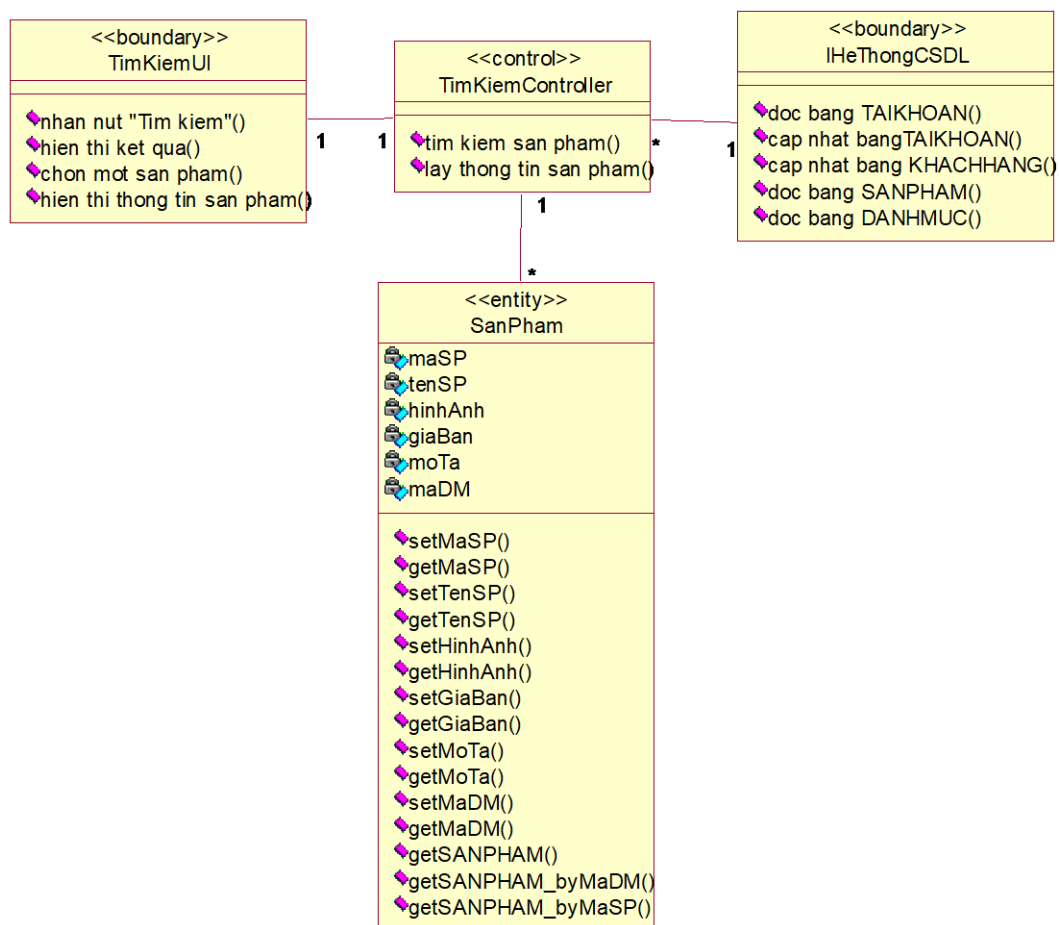 <<boundary>>
TimKiemUI
nhan nut "Tim kiem"()
hien thi ket qua()
chon mot san pham()
hien thi thong tin san pham()
1
1
<<control>>
TimKiemController
tim kiem san pham()
lay thong tin san pham()
*
1
<<boundary>>
IHeThongCSDL
doc bang TAIKHOAN()
cap nhat bangTAIKHOAN()
cap nhat bang KHACHHANG()
doc bang SANPHAM()
doc bang DANHMUC()
1
*
<<entity>>
SanPham
maSP
tenSP
hinhAnh
giaBan
moTa
maDM
setMaSP()
getMaSP()
setTenSP()
getTenSP()
setHinhAnh()
getHinhAnh()
setGiaBan()
getGiaBan()
setMoTa()
getMoTa()
setMaDM()
getMaDM()
getSANPHAM()
getSANPHAM_byMaDM()
getSANPHAM_byMaSP()